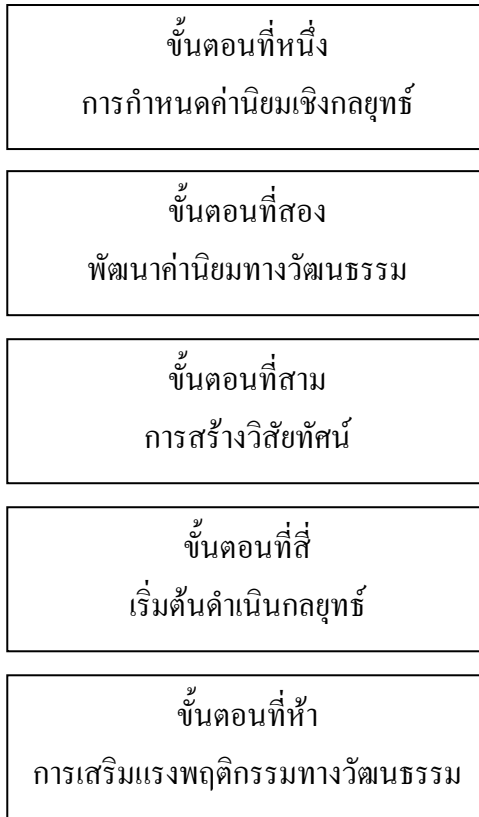 ขั้นตอนที่หนึ่ง
การกำหนดค่านิยมเชิงกลยุทธ์
ขั้นตอนที่สอง
พัฒนาค่านิยมทางวัฒนธรรม
ขั้นตอนที่สาม
การสร้างวิสัยทัศน์
ขั้นตอนที่สี่
เริ่มต้นดำเนินกลยุทธ์
ขั้นตอนที่ห้า
การเสริมแรงพฤติกรรมทางวัฒนธรรม